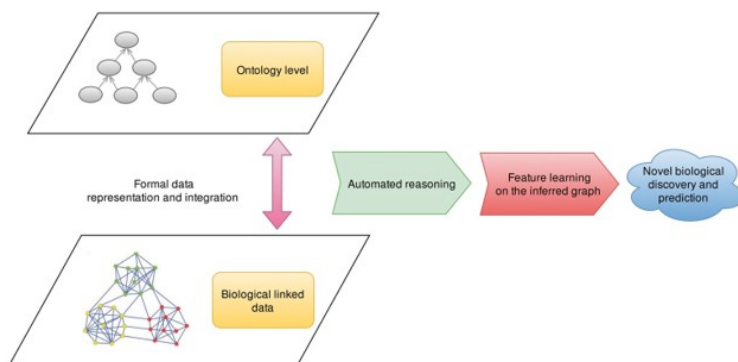 Ontology level
Formal data
representation and integration
Automated reasoning
Feature learning
on the inferred graph
Novel biological
discovery and
prediction
Biological linked
data